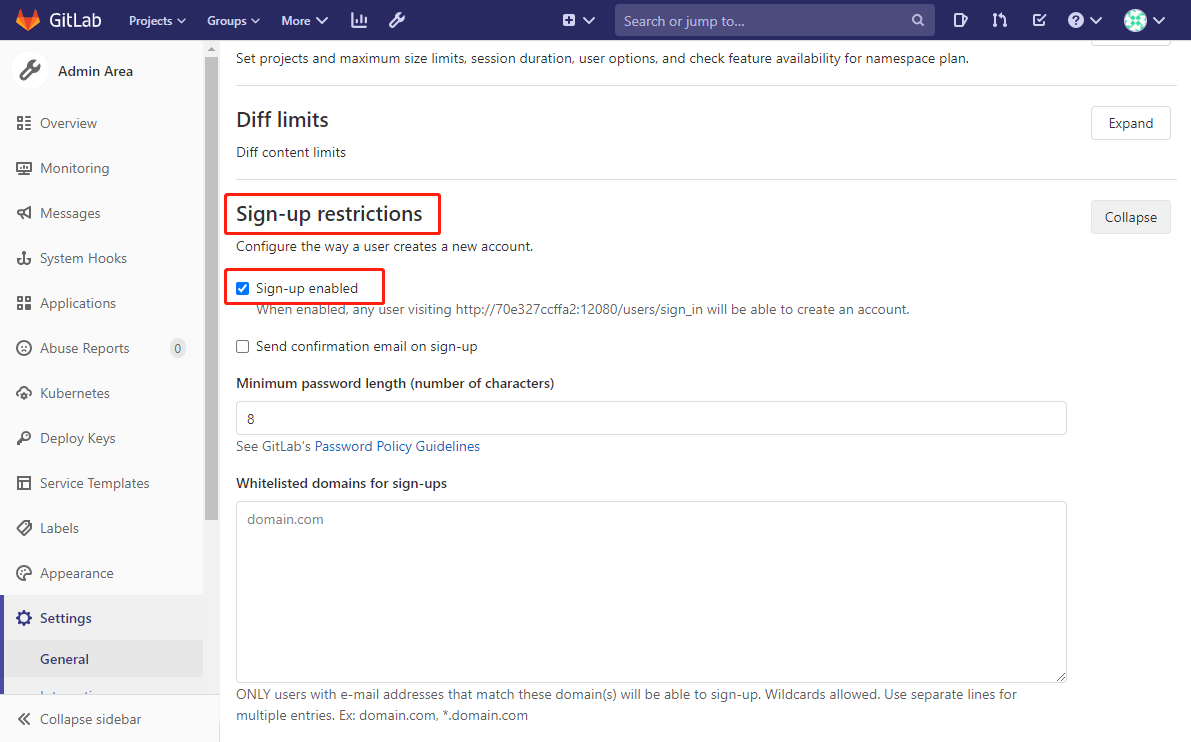 GitLab Projects Groups More Search or jump to...
Admin Area
Overview
Monitoring
Messages
System Hooks
Applications
Abuse Reports 0
Kubernetes
Deploy Keys
Service Templates
Labels
Appearance
Settings
General
Collapse sidebar
Set projects and maximum size limits, session duration, user options, and check feature availability for namespace plan.
Diff limits
Expand
Diff content limits
Sign-up restrictions
Collapse
Configure the way a user creates a new account.
Sign-up enabled
When enabled, any user visiting http://70e327ccffa2:12080/users/sign_in will be able to create an account.
Send confirmation email on sign-up
Minimum password length (number of characters)
8
See GitLab's Password Policy Guidelines
Whitelisted domains for sign-ups
domain.com
ONLY users with e-mail addresses that match these domain(s) will be able to sign-up. Wildcards allowed. Use separate lines for
multiple entries. Ex: domain.com, *.domain.com